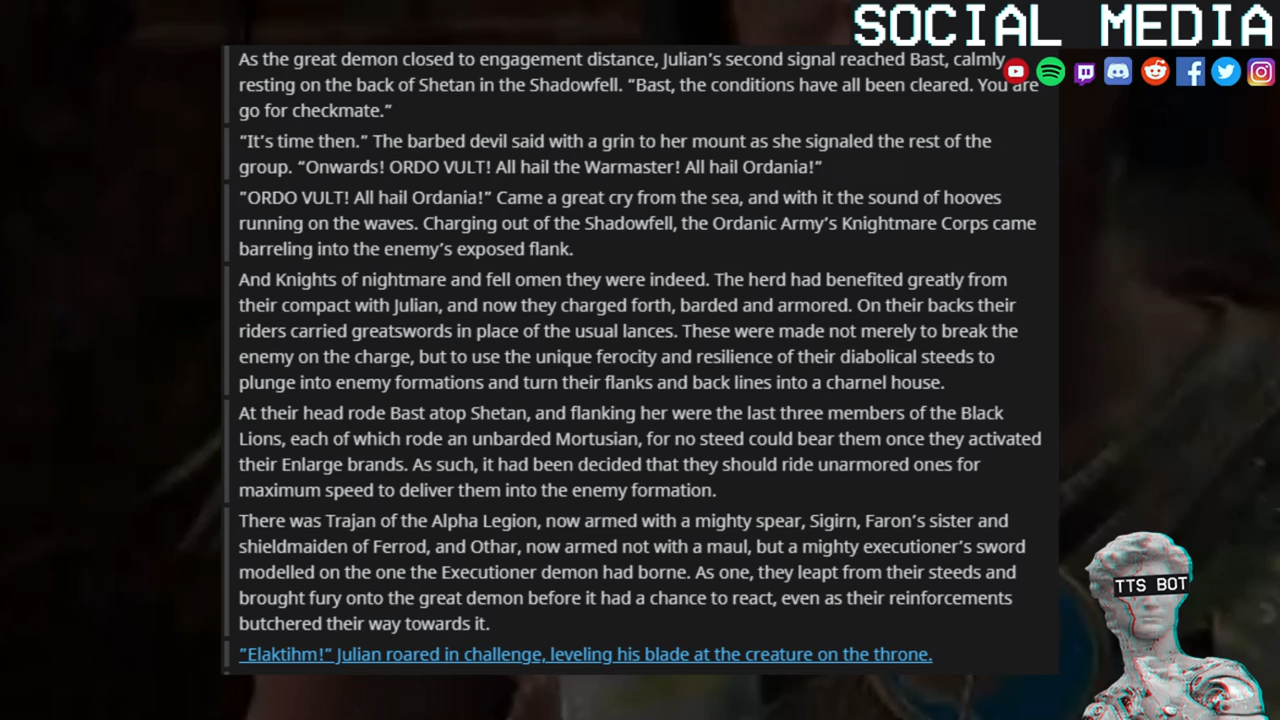 SOCIAL MEDIA
As the great demon closed to engagement distance, Julian’s second signal reached Bast, calmly
resting on the back of Shetan in the Shadowfell. “Bast, the conditions have all been cleared. You are
go for checkmate.”
“It’s time then.” The barbed devil said with a grin to her mount as she signaled the rest of the
group. “Onwards! ORDO VULT! All hail the Warmaster! All hail Ordania!”
“ORDO VULT! All hail Ordania!” Came a great cry from the sea, and with it the sound of hooves
running on the waves. Charging out of the Shadowfell, the Ordanic Army’s Knightmare Corps came
barreling into the enemy’s exposed flank.
And Knights of nightmare and fell omen they were indeed. The herd had benefited greatly from
their compact with Julian, and now they charged forth, barded and armored. On their backs their
riders carried greatswords in place of the usual lances. These were made not merely to break the
enemy on the charge, but to use the unique ferocity and resilience of their diabolical steeds to
plunge into enemy formations and turn their flanks and back lines into a charnel house.
At their head rode Bast atop Shetan, and flanking her were the last three members of the Black
Lions, each of which rode an unbarded Mortusian, for no steed could bear them once they activated
their Enlarge brands. As such, it had been decided that they should ride unarmored ones for
maximum speed to deliver them into the enemy formation.
There was Trajan of the Alpha Legion, now armed with a mighty spear, Sigirn, Faron’s sister and
shieldmaiden of Ferrod, and Othar, now armed not with a maul, but a mighty executioner’s sword
modelled on the one the Executioner demon had borne. As one, they leapt from their steeds and
brought fury onto the great demon before it had a chance to react, even as their reinforcements
butchered their way towards it.
“Elaktihm!” Julian roared in challenge, leveling his blade at the creature on the throne.
TTS BOT